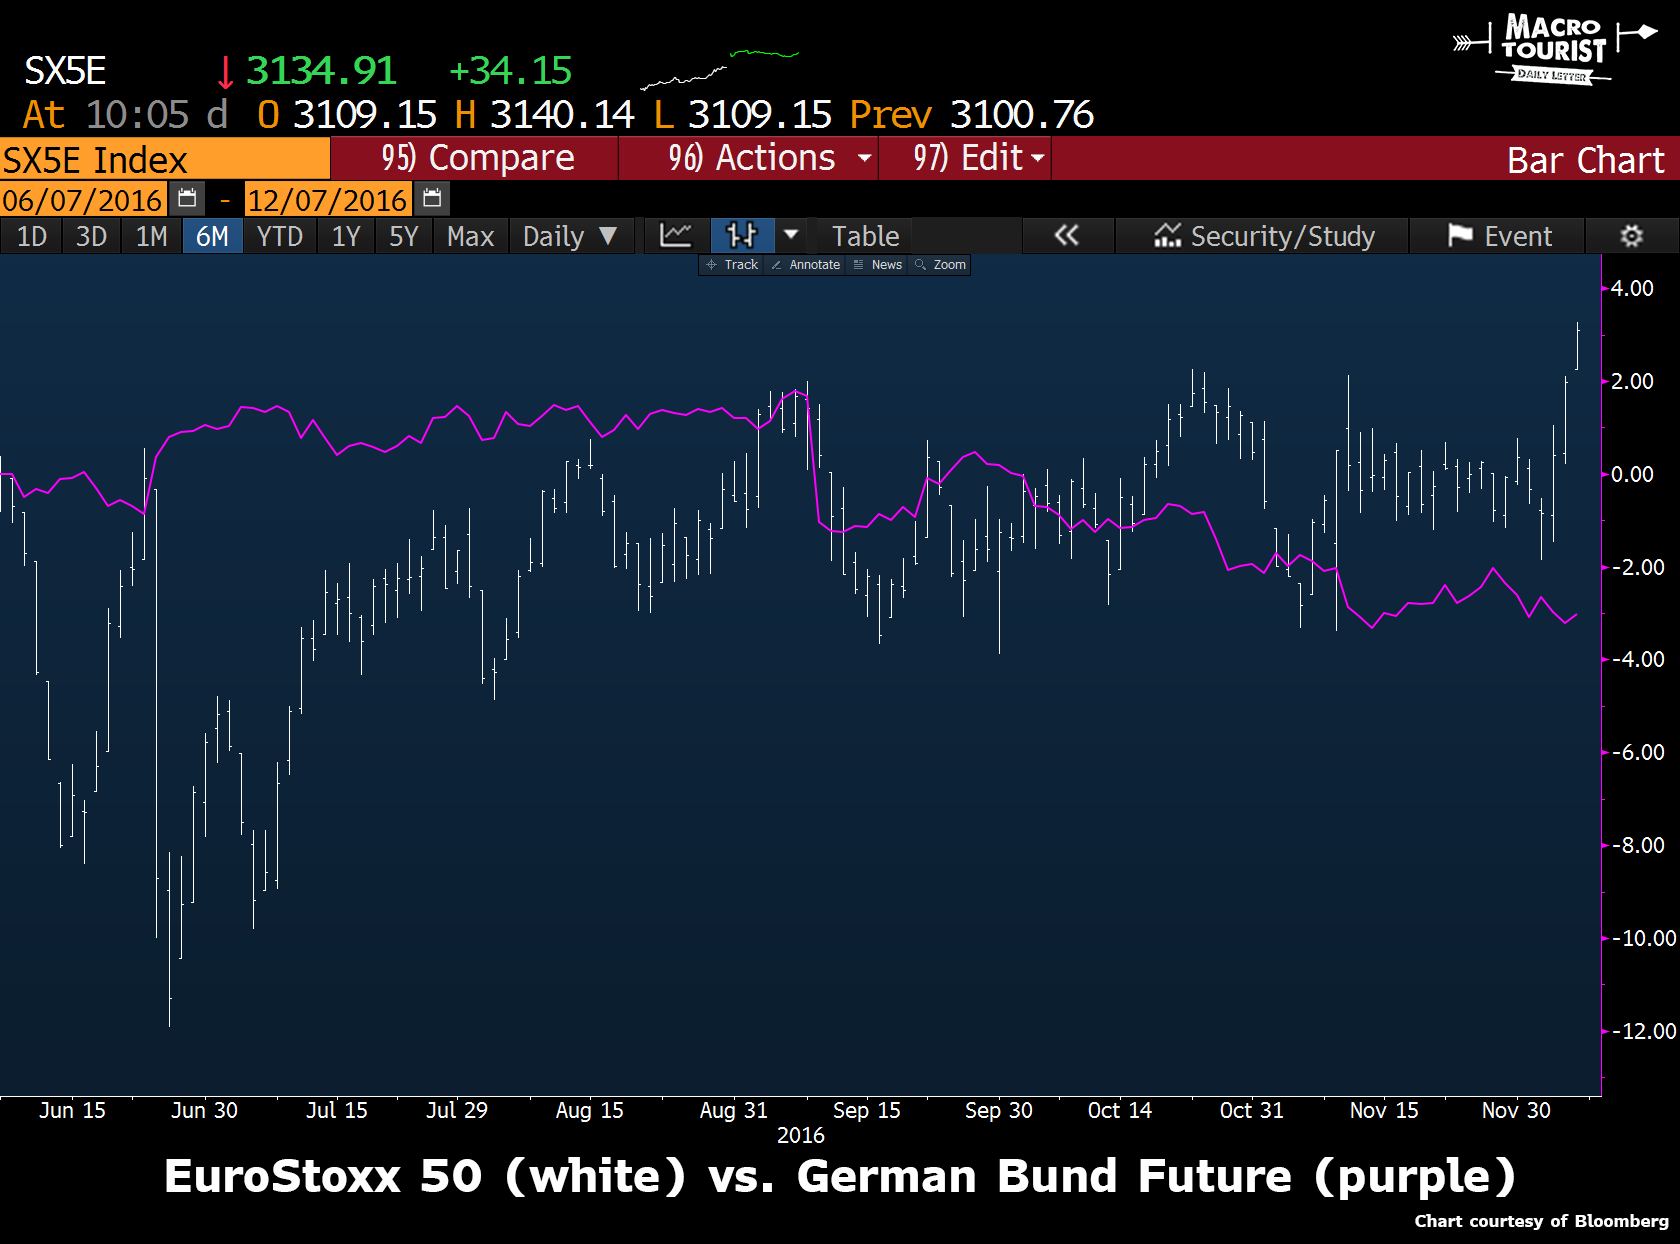 MACRO
TOURIST
DAILY LETTER
SX5E ↓ 3134.91 +34.15
At 10:05 d O 3109.15 H 3140.14 L 3109.15 Prev 3100.76
SX5E Index 95) Compare 96) Actions 97) Edit Bar Chart
06/07/2016 - 12/07/2016
1D 3D 1M 6M YTD 1Y 5Y Max Daily ▼ Table « Security/Study Event
Track Annotate News Zoom
4.00
2.00
0.00
-2.00
-4.00
-6.00
-8.00
-10.00
-12.00
Jun 15 Jun 30 Jul 15 Jul 29 Aug 15 Aug 31 Sep 15 Sep 30 Oct 14 Oct 31 Nov 15 Nov 30
2016
EuroStoxx 50 (white) vs. German Bund Future (purple)
Chart courtesy of Bloomberg